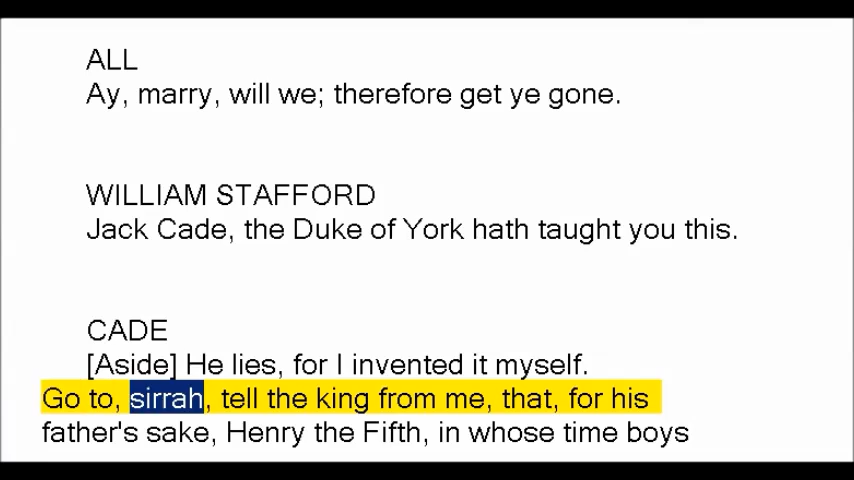 ALL
Ay, marry, will we; therefore get ye gone.
WILLIAM STAFFORD
Jack Cade, the Duke of York hath taught you this.
CADE
[Aside] He lies, for I invented it myself.
Go to, sirrah, tell the king from me, that, for his
father's sake, Henry the Fifth, in whose time boys